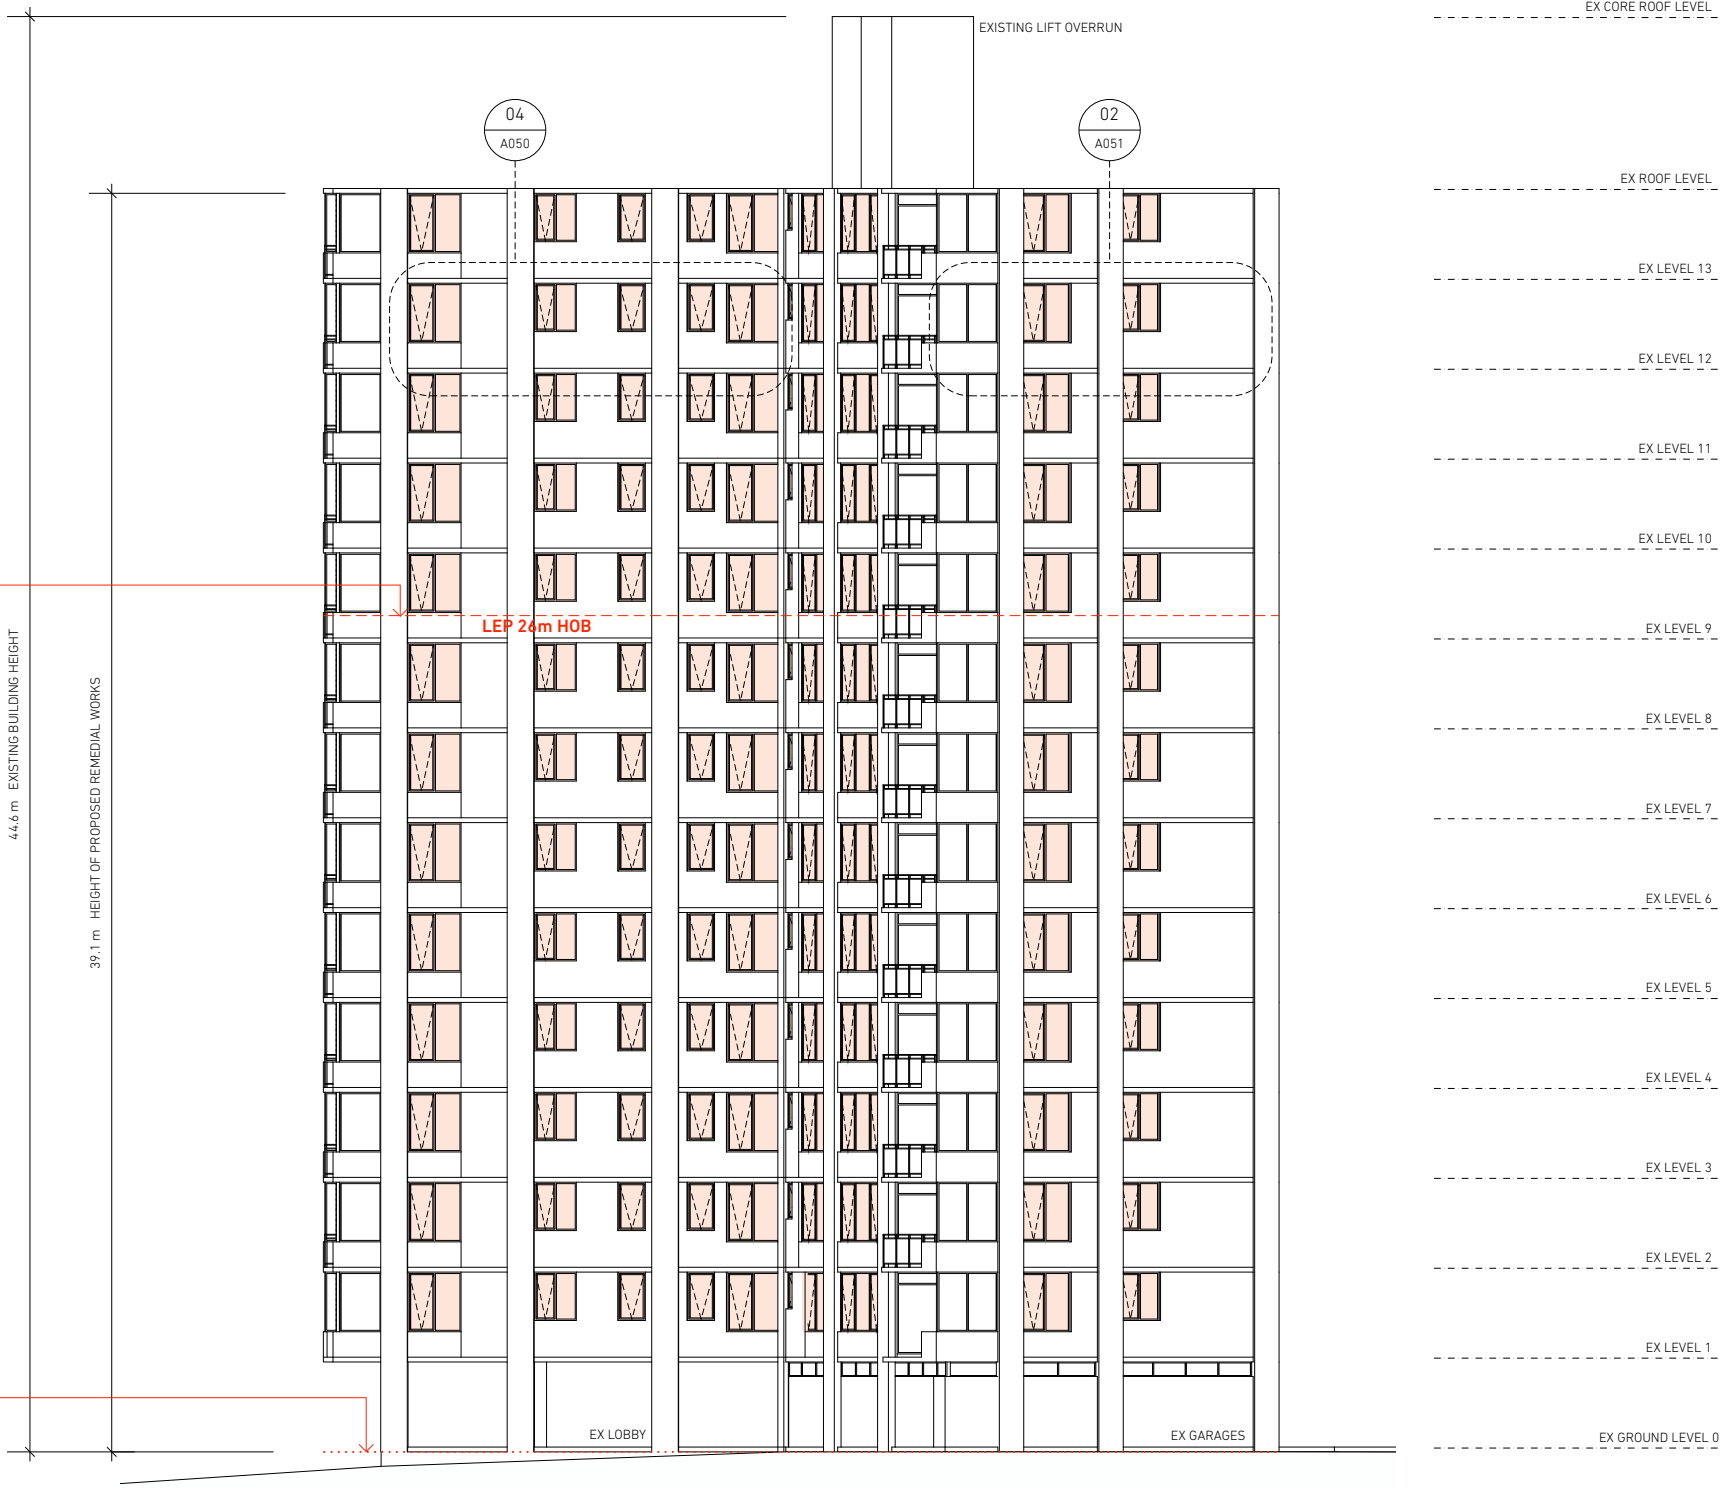 EX CORE ROOF LEVEL
EXISTING LIFT OVERRUN
04
A050
02
A051
EX ROOF LEVEL
EX LEVEL 13
EX LEVEL 12
EX LEVEL 11
EX LEVEL 10
LEP 26m HOB
EX LEVEL 9
44.6 m EXISTING BUILDING HEIGHT
39.1 m HEIGHT OF PROPOSED REMEDIAL WORKS
EX LEVEL 8
EX LEVEL 7
EX LEVEL 6
EX LEVEL 5
EX LEVEL 4
EX LEVEL 3
EX LEVEL 2
EX LEVEL 1
EX LOBBY
EX GARAGES
EX GROUND LEVEL 0